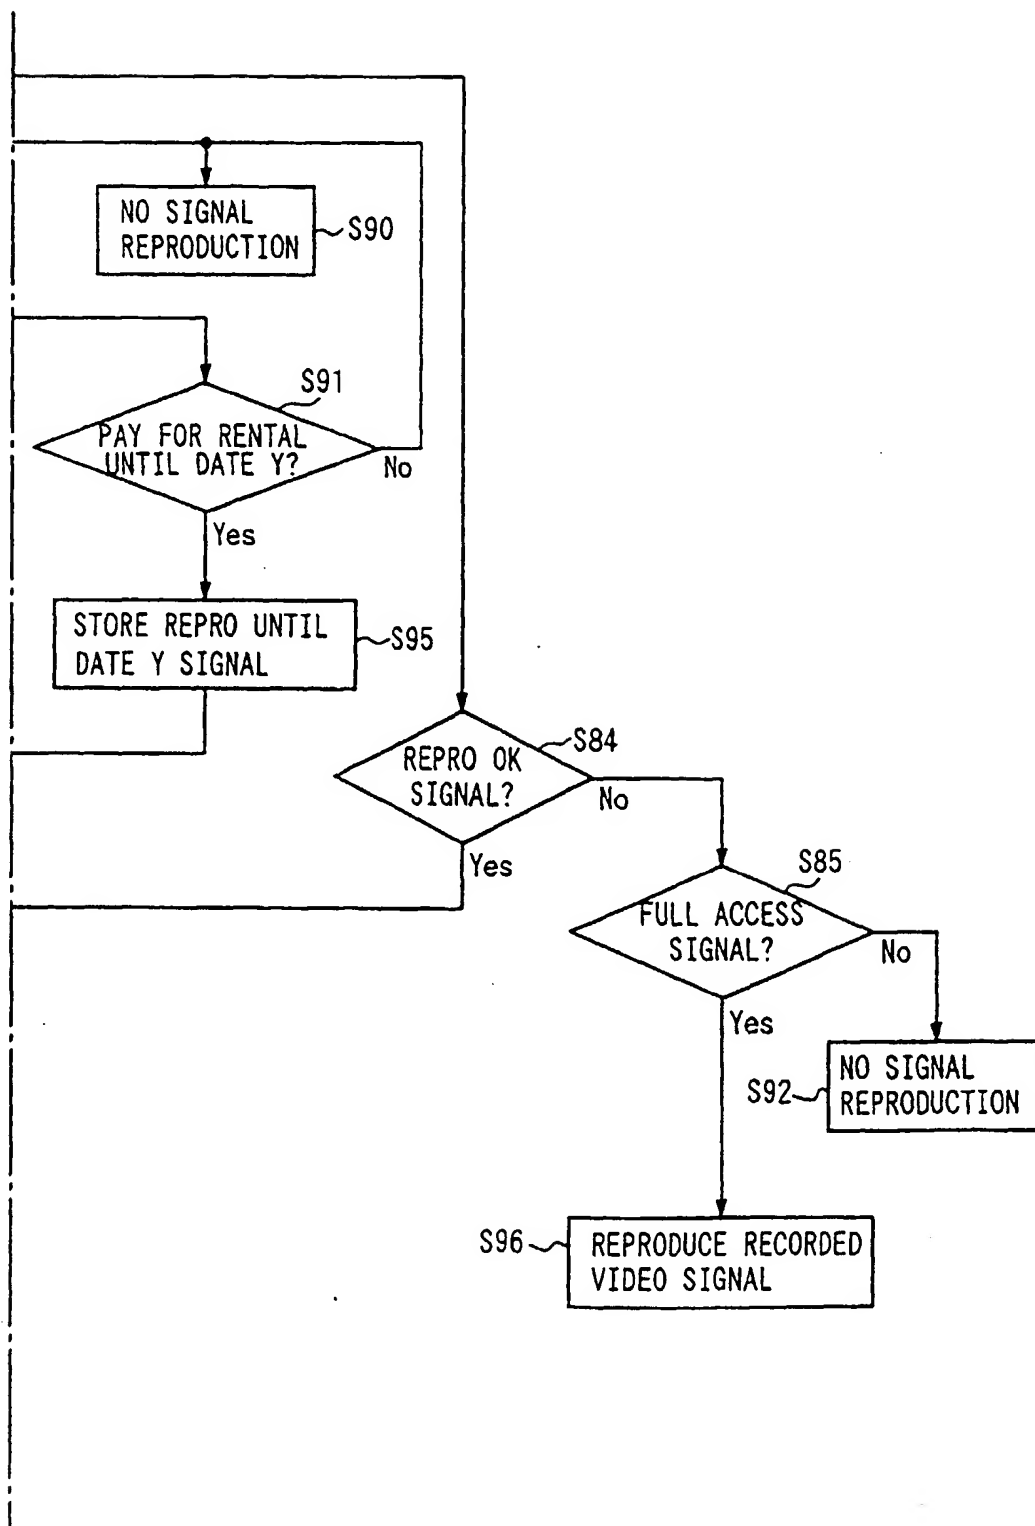 NO SIGNAL
REPRODUCTION
S90
S91
PAY FOR RENTAL
UNTIL DATE Y?
No
Yes
STORE REPRO UNTIL
DATE Y SIGNAL
S95
S84
REPRO OK
SIGNAL?
No
Yes
S85
FULL ACCESS
SIGNAL?
No
Yes
NO SIGNAL
REPRODUCTION
S92
S96
REPRODUCE RECORDED
VIDEO SIGNAL